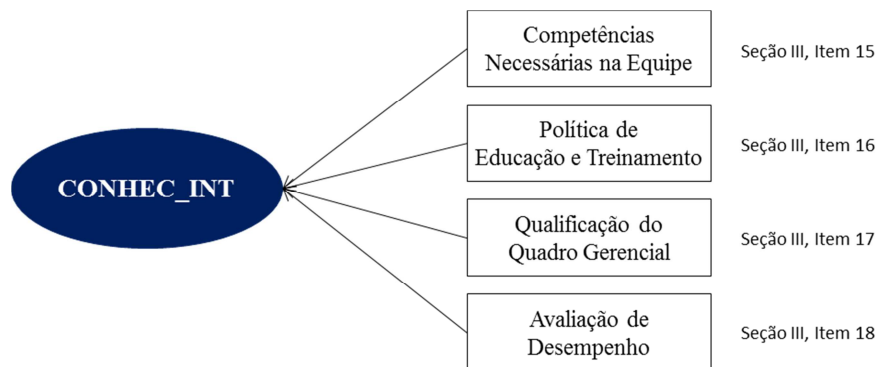 Competências
Necessárias na Equipe
Seção III, Item 15
Política de
Educação e Treinamento
Seção III, Item 16
CONHEC_INT
Qualificação do
Quadro Gerencial
Seção III, Item 17
Avaliação de
Desempenho
Seção III, Item 18